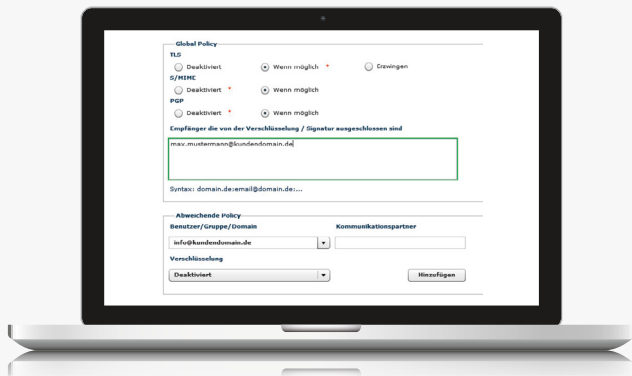 Global Policy
TLS
Deaktiviert Wenn möglich * Erzwingen
S/MIME
Deaktiviert * Wenn möglich
PGP
Deaktiviert * Wenn möglich
Empfänger die von der Verschlüsselung / Signatur ausgeschlossen sind
max.mustermann@kundendomain.de
Syntax: domain.de;email@domain.de;...
Abweichende Policy
Benutzer/Gruppe/Domain Kommunikationspartner
info@kundendomain.de
Verschlüsselung
Deaktiviert Hinzufügen